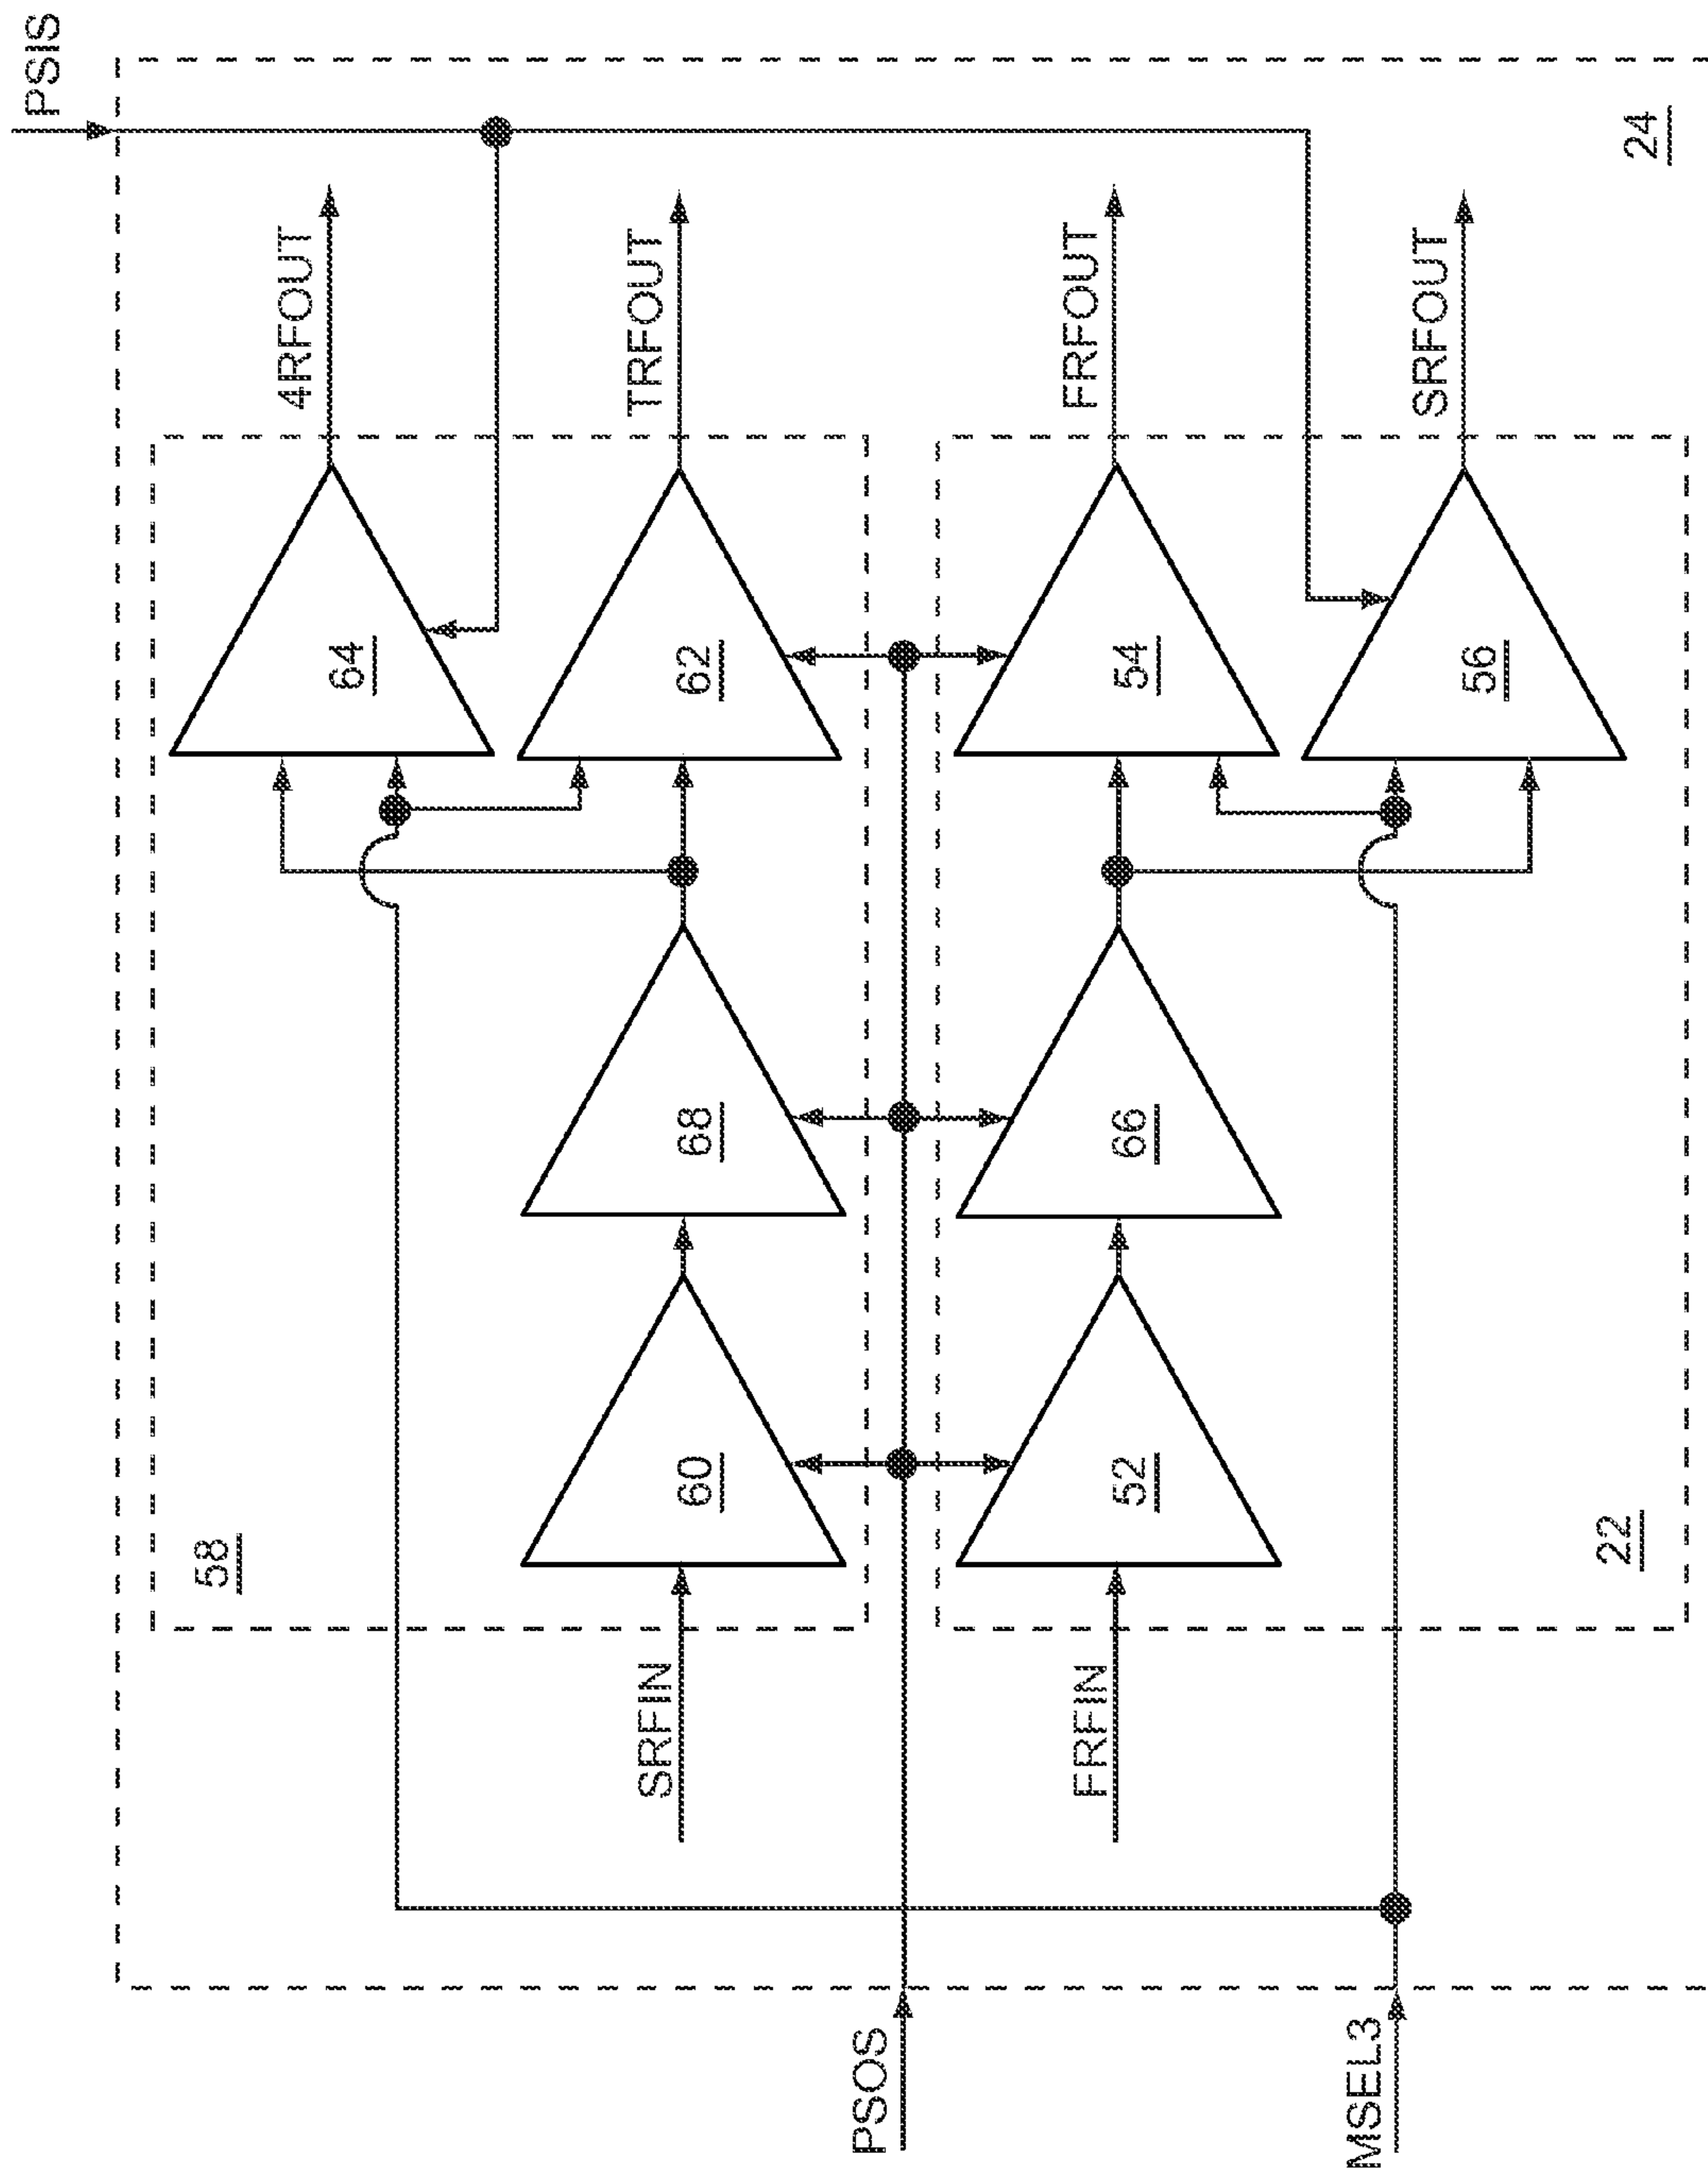 PSIS
24
4RFOUT
TRFOUT
FRFOUT
SRFOUT
64
62
54
56
68
66
60
52
58
22
SRFIN
FRFIN
PSOS
MSEL3